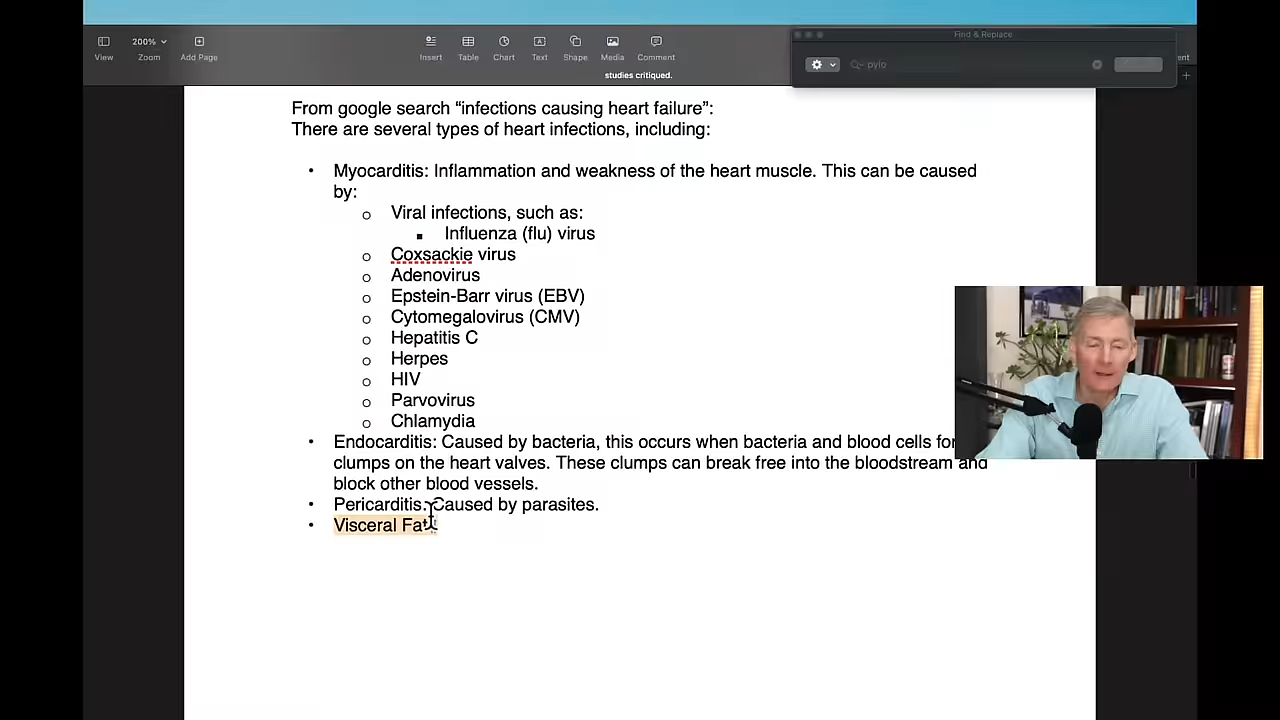 200%
View
Zoom
Add Page
Insert
Table
Chart
Text
Shape
Media
Comment
Find & Replace
pylo
ent
studies critiqued.
From google search “infections causing heart failure”:
There are several types of heart infections, including:
• Myocarditis: Inflammation and weakness of the heart muscle. This can be caused
by:
o Viral infections, such as:
▪ Influenza (flu) virus
o Coxsackie virus
o Adenovirus
o Epstein-Barr virus (EBV)
o Cytomegalovirus (CMV)
o Hepatitis C
o Herpes
o HIV
o Parvovirus
o Chlamydia
• Endocarditis: Caused by bacteria, this occurs when bacteria and blood cells for
clumps on the heart valves. These clumps can break free into the bloodstream and
block other blood vessels.
• Pericarditis: Caused by parasites.
• Visceral Fat